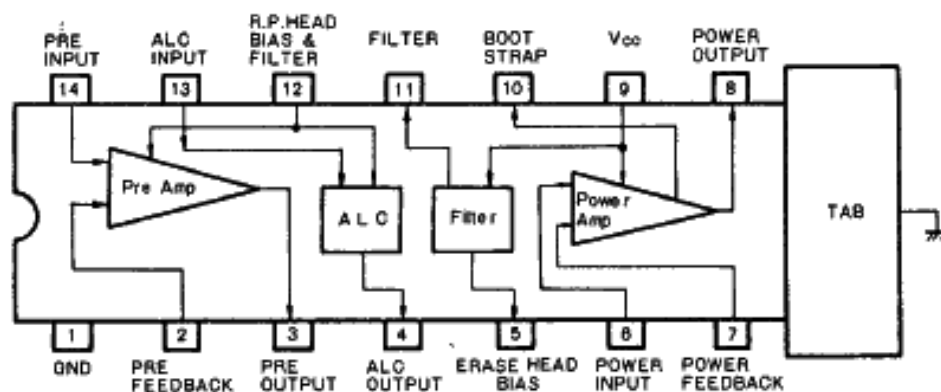 PRE INPUT
ALC INPUT
R.P.HEAD BIAS & FILTER
FILTER
BOOT STRAP
Vcc
POWER OUTPUT
14
13
12
11
10
9
8
Pre Amp
ALC
Filter
Power Amp
TAB
1
2
3
4
5
6
7
GND
PRE FEEDBACK
PRE OUTPUT
ALC OUTPUT
ERASE HEAD BIAS
POWER INPUT
POWER FEEDBACK